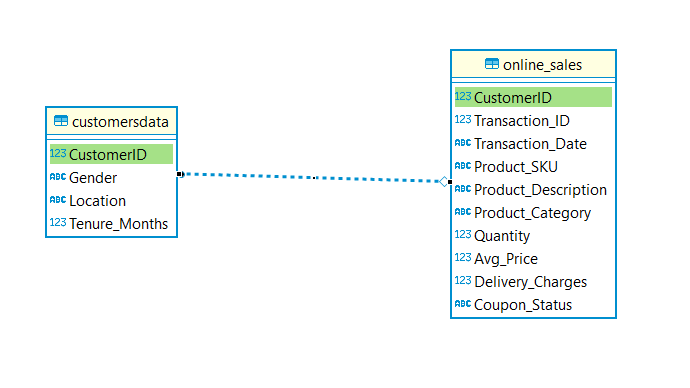 customersdata
123 CustomerID
ABC Gender
ABC Location
123 Tenure_Months
online_sales
123 CustomerID
123 Transaction_ID
ABC Transaction_Date
ABC Product_SKU
ABC Product_Description
ABC Product_Category
123 Quantity
123 Avg_Price
123 Delivery_Charges
ABC Coupon_Status